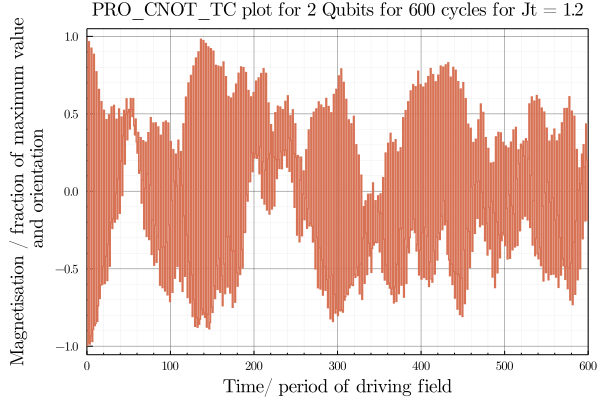 PRO_CNOT_TC plot for 2 Qubits for 600 cycles for Jt = 1.2
Magnetisation / fraction of maximum value
and orientation
1.0
0.5
0.0
−0.5
−1.0
0 100 200 300 400 500 600
Time/ period of driving field